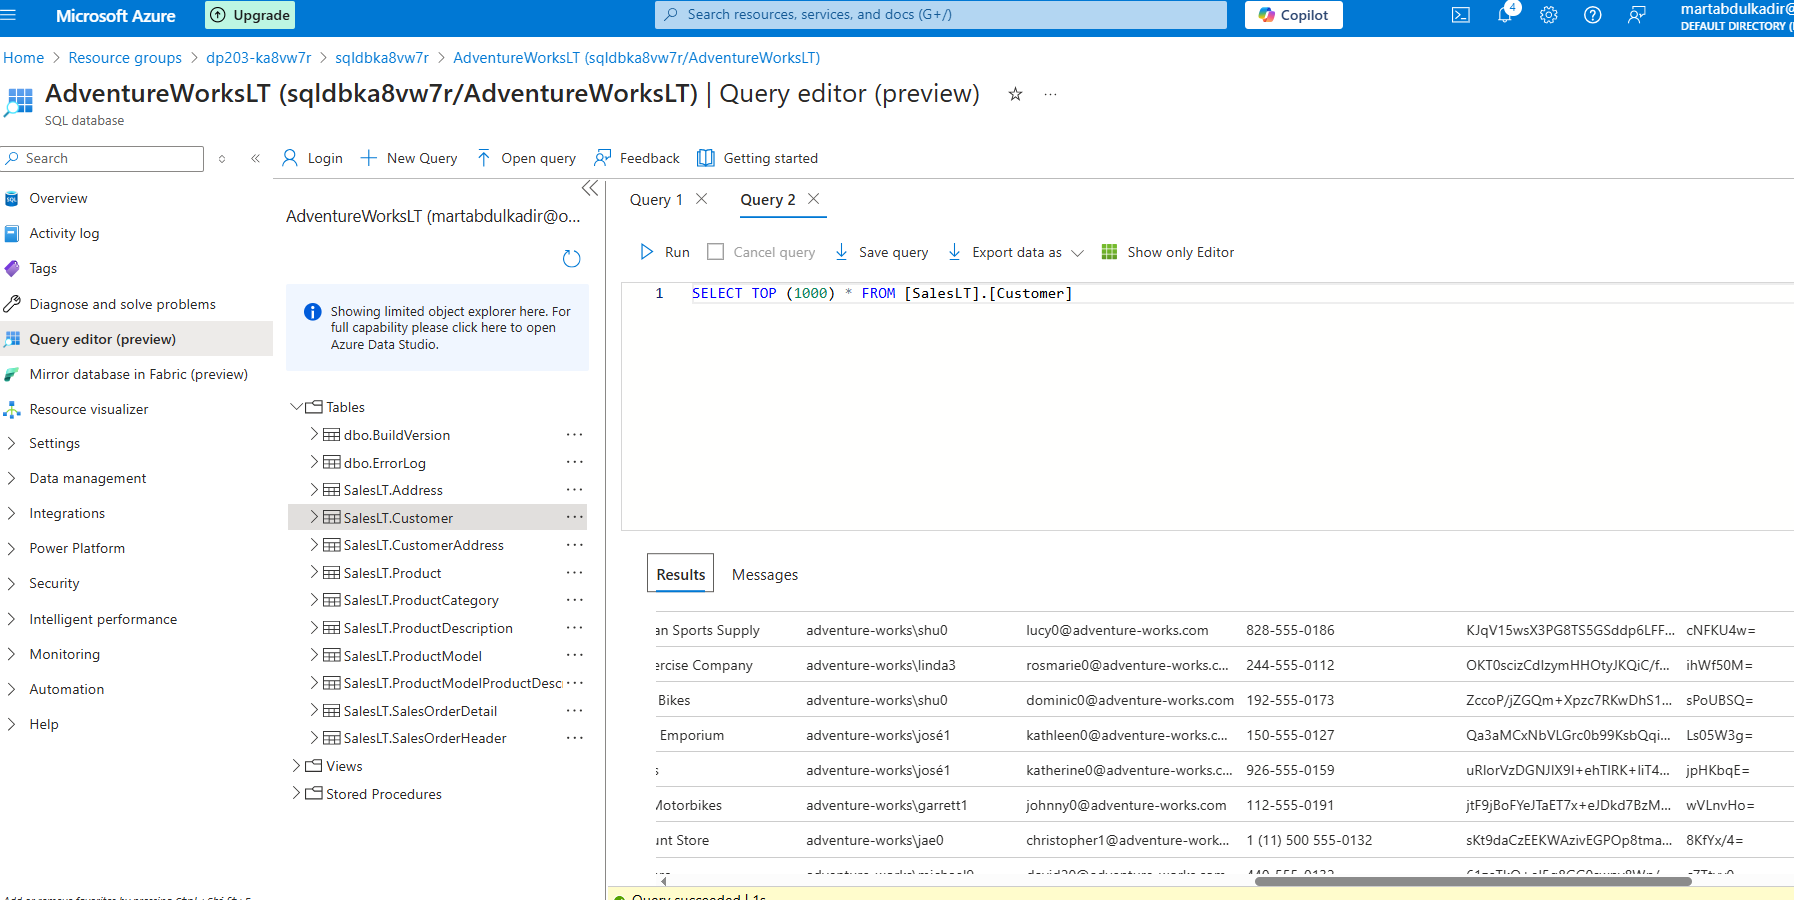 Microsoft Azure
Upgrade
Search resources, services, and docs (G+/)
Copilot
4
martabdulkadir@
DEFAULT DIRECTORY (
Home > Resource groups > dp203-ka8vw7r > sqldbka8vw7r > AdventureWorksLT (sqldbka8vw7r/AdventureWorksLT)
AdventureWorksLT (sqldbka8vw7r/AdventureWorksLT) | Query editor (preview)
SQL database
Search
Login
New Query
Open query
Feedback
Getting started
Overview
Activity log
Tags
Diagnose and solve problems
Query editor (preview)
Mirror database in Fabric (preview)
Resource visualizer
Settings
Data management
Integrations
Power Platform
Security
Intelligent performance
Monitoring
Automation
Help
AdventureWorksLT (martabdulkadir@o...
Showing limited object explorer here. For
full capability please click here to open
Azure Data Studio.
Tables
dbo.BuildVersion
dbo.ErrorLog
SalesLT.Address
SalesLT.Customer
SalesLT.CustomerAddress
SalesLT.Product
SalesLT.ProductCategory
SalesLT.ProductDescription
SalesLT.ProductModel
SalesLT.ProductModelProductDesc
SalesLT.SalesOrderDetail
SalesLT.SalesOrderHeader
Views
Stored Procedures
Query 1
Query 2
Run
Cancel query
Save query
Export data as
Show only Editor
1 SELECT TOP (1000) * FROM [SalesLT].[Customer]
Results
Messages
an Sports Supply adventure-works\shu0 lucy0@adventure-works.com 828-555-0186 KJqV15wsX3PG8TS5GSddp6LFF... cNFKU4w=
ercise Company adventure-works\linda3 rosmarie0@adventure-works.c... 244-555-0112 OKT0scizCdIzymHHOtyJKQiC/f... ihWf50M=
Bikes adventure-works\shu0 dominic0@adventure-works.com 192-555-0173 ZccoP/jZGQm+Xpzc7RKwDhS1... sPoUBSQ=
Emporium adventure-works\josé1 kathleen0@adventure-works.c... 150-555-0127 Qa3aMCxNbVLGrc0b99KsbQqi... Ls05W3g=
s adventure-works\josé1 katherine0@adventure-works.c... 926-555-0159 uRlorVzDGNJIX9I+ehTlRK+liT4... jpHKbqE=
Motorbikes adventure-works\garrett1 johnny0@adventure-works.com 112-555-0191 jtF9jBoFYeJTaET7x+eJDkd7BzM... wVLnvHo=
unt Store adventure-works\jae0 christopher1@adventure-work... 1 (11) 500 555-0132 sKt9daCzEEKWAzivEGPOp8tma... 8KfYx/4=
Query succeeded | 1s